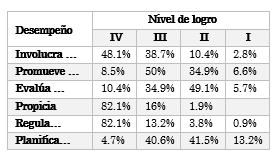 Desempeño Nivel de logro
IV III II I
Involucra ... 48.1% 38.7% 10.4% 2.8%
Promueve ... 8.5% 50% 34.9% 6.6%
Evalúa ... 10.4% 34.9% 49.1% 5.7%
Propicia 82.1% 16% 1.9%
Regula... 82.1% 13.2% 3.8% 0.9%
Planifica... 4.7% 40.6% 41.5% 13.2%